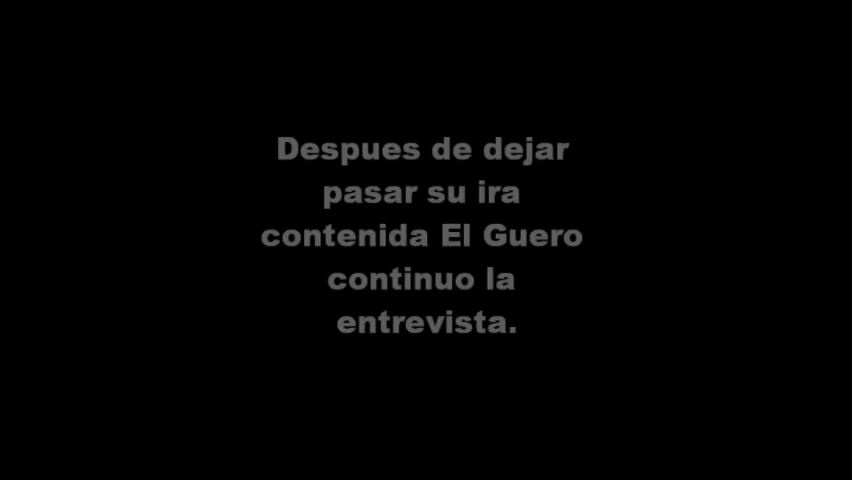 Despues de dejar
pasar su ira
contenida El Guero
continuo la
entrevista.